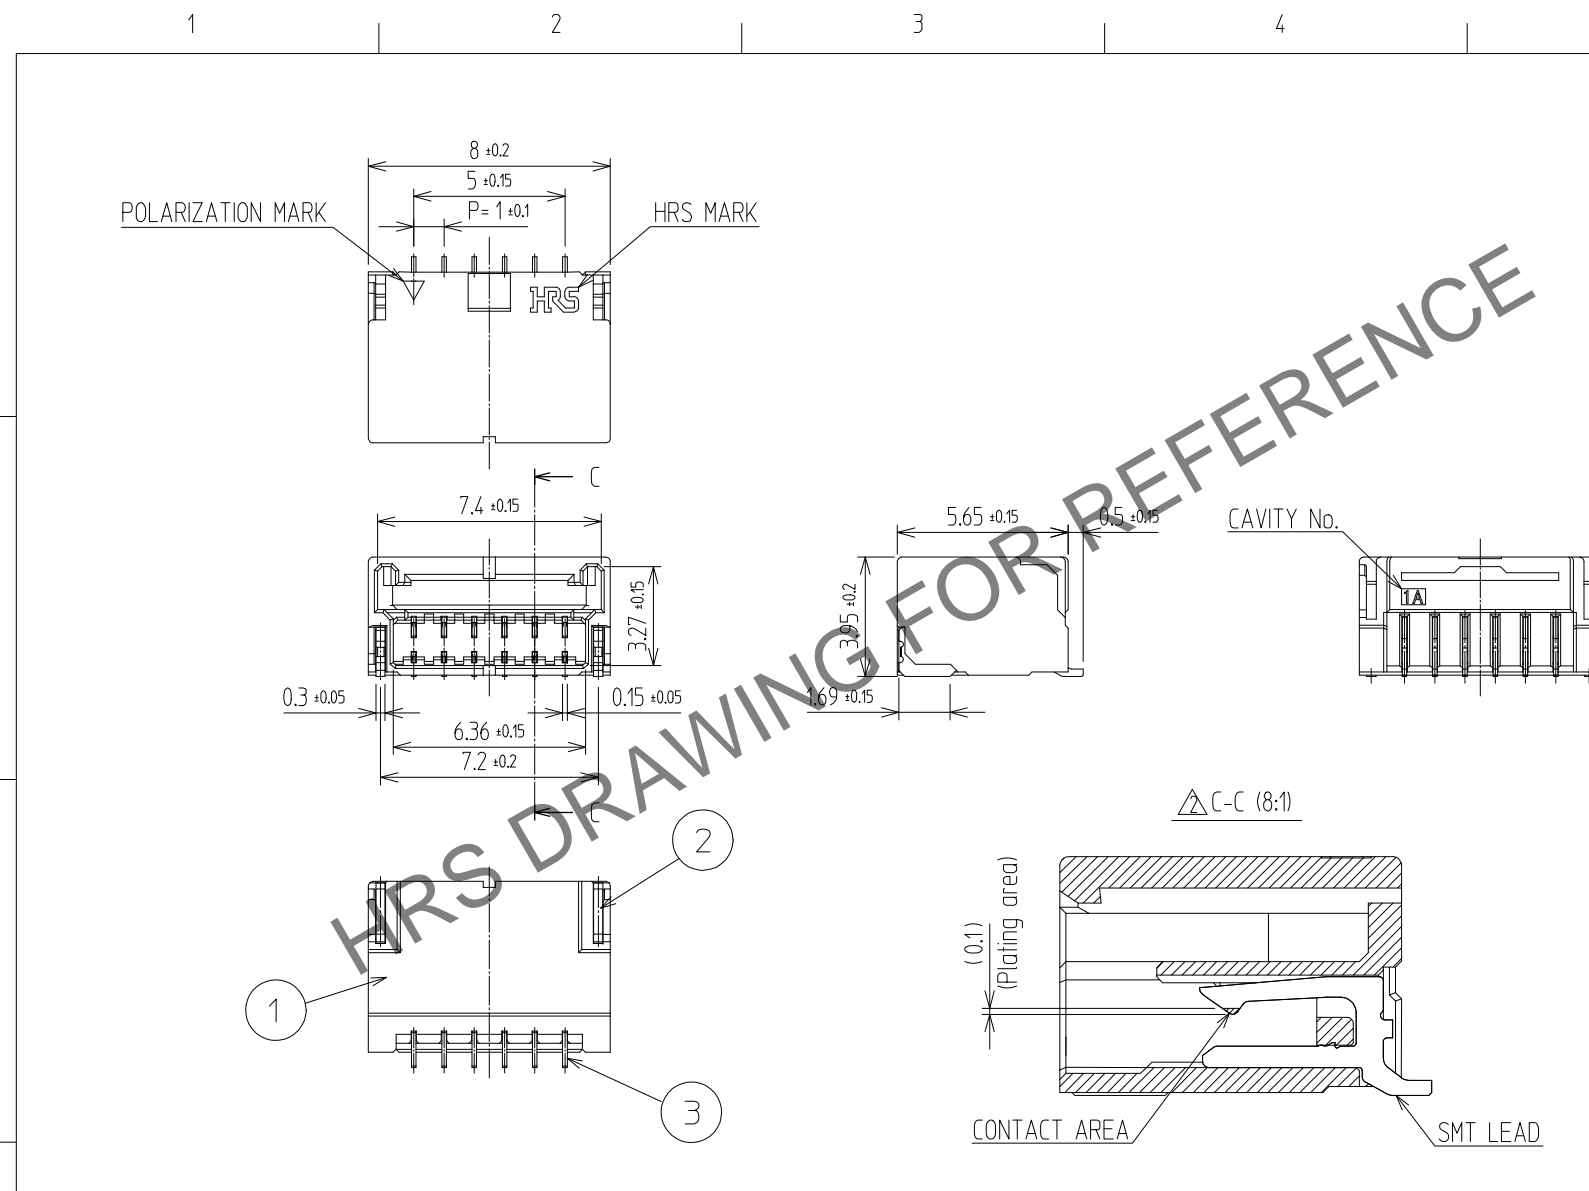 1 2 3 4
8 ±0.2
5 ±0.15
P= 1 ±0.1
POLARIZATION MARK
HRS MARK
HRS
C
7.4 ±0.15
3.27 ±0.15
0.3 ±0.05
0.15 ±0.05
6.36 ±0.15
7.2 ±0.2
C
5.65 ±0.15
0.5 ±0.15
3.95 ±0.2
1.69 ±0.15
CAVITY No.
1A
2 C-C (8:1)
(0.1)
(Plating area)
CONTACT AREA
SMT LEAD
1
2
3
HRS DRAWING FOR REFERENCE